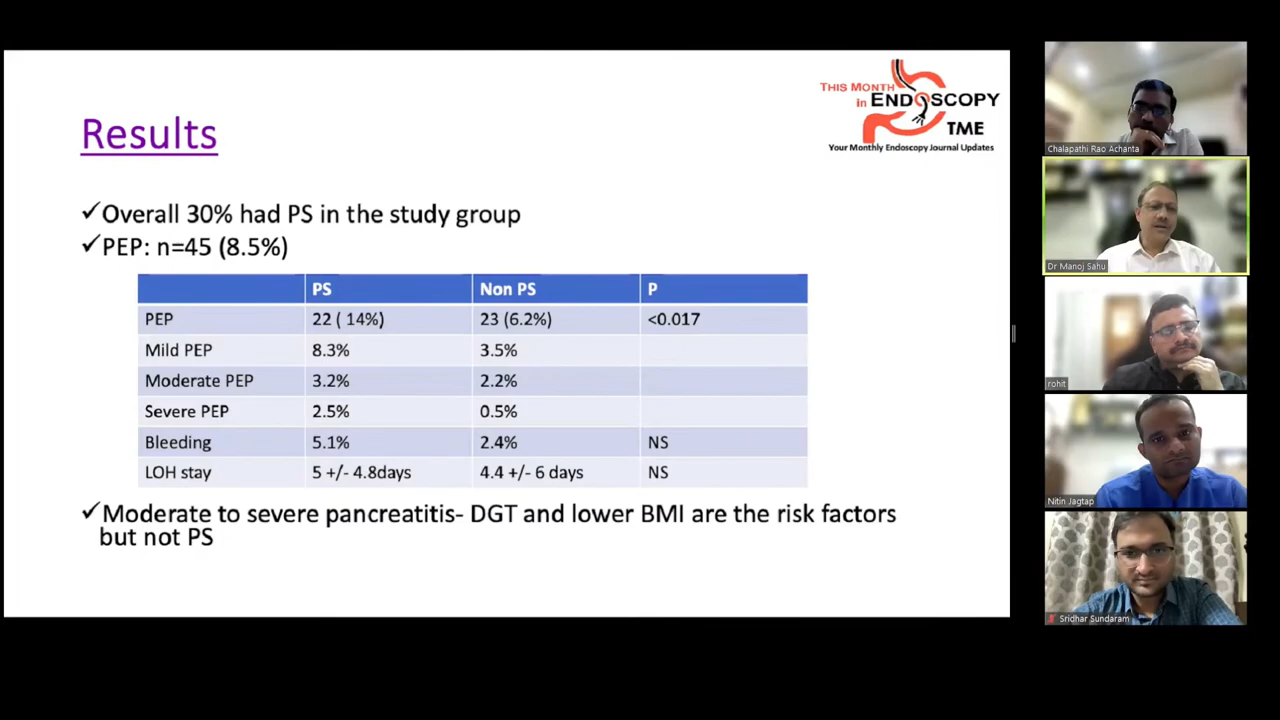 THIS MONTH
in ENDOSCOPY
TME
Your Monthly Endoscopy Journal Updates
Results
✓Overall 30% had PS in the study group
✓PEP: n=45 (8.5%)
PS Non PS P
PEP 22 ( 14%) 23 (6.2%) <0.017
Mild PEP 8.3% 3.5%
Moderate PEP 3.2% 2.2%
Severe PEP 2.5% 0.5%
Bleeding 5.1% 2.4% NS
LOH stay 5 +/- 4.8days 4.4 +/- 6 days NS
✓Moderate to severe pancreatitis- DGT and lower BMI are the risk factors
but not PS
Chalapathi Rao Achanta
Dr Manoj Sahu
rohit
Nitin Jagtap
Sridhar Sundaram